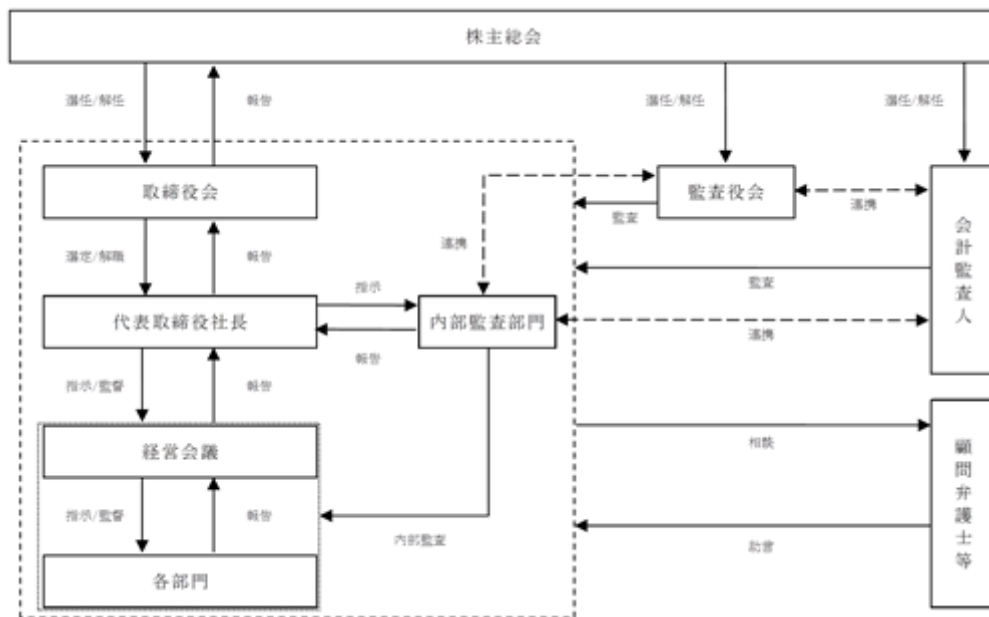 株主総会
選任/解任
報告
選任/解任
選任/解任
取締役会
監査役会
連携
監査
会計監査人
選定/解職
報告
連携
監査
代表取締役社長
指示
報告
内部監査部門
連携
指示/監督
報告
経営会議
相談
顧問弁護士等
指示/監督
報告
内部監査
助言
各部門